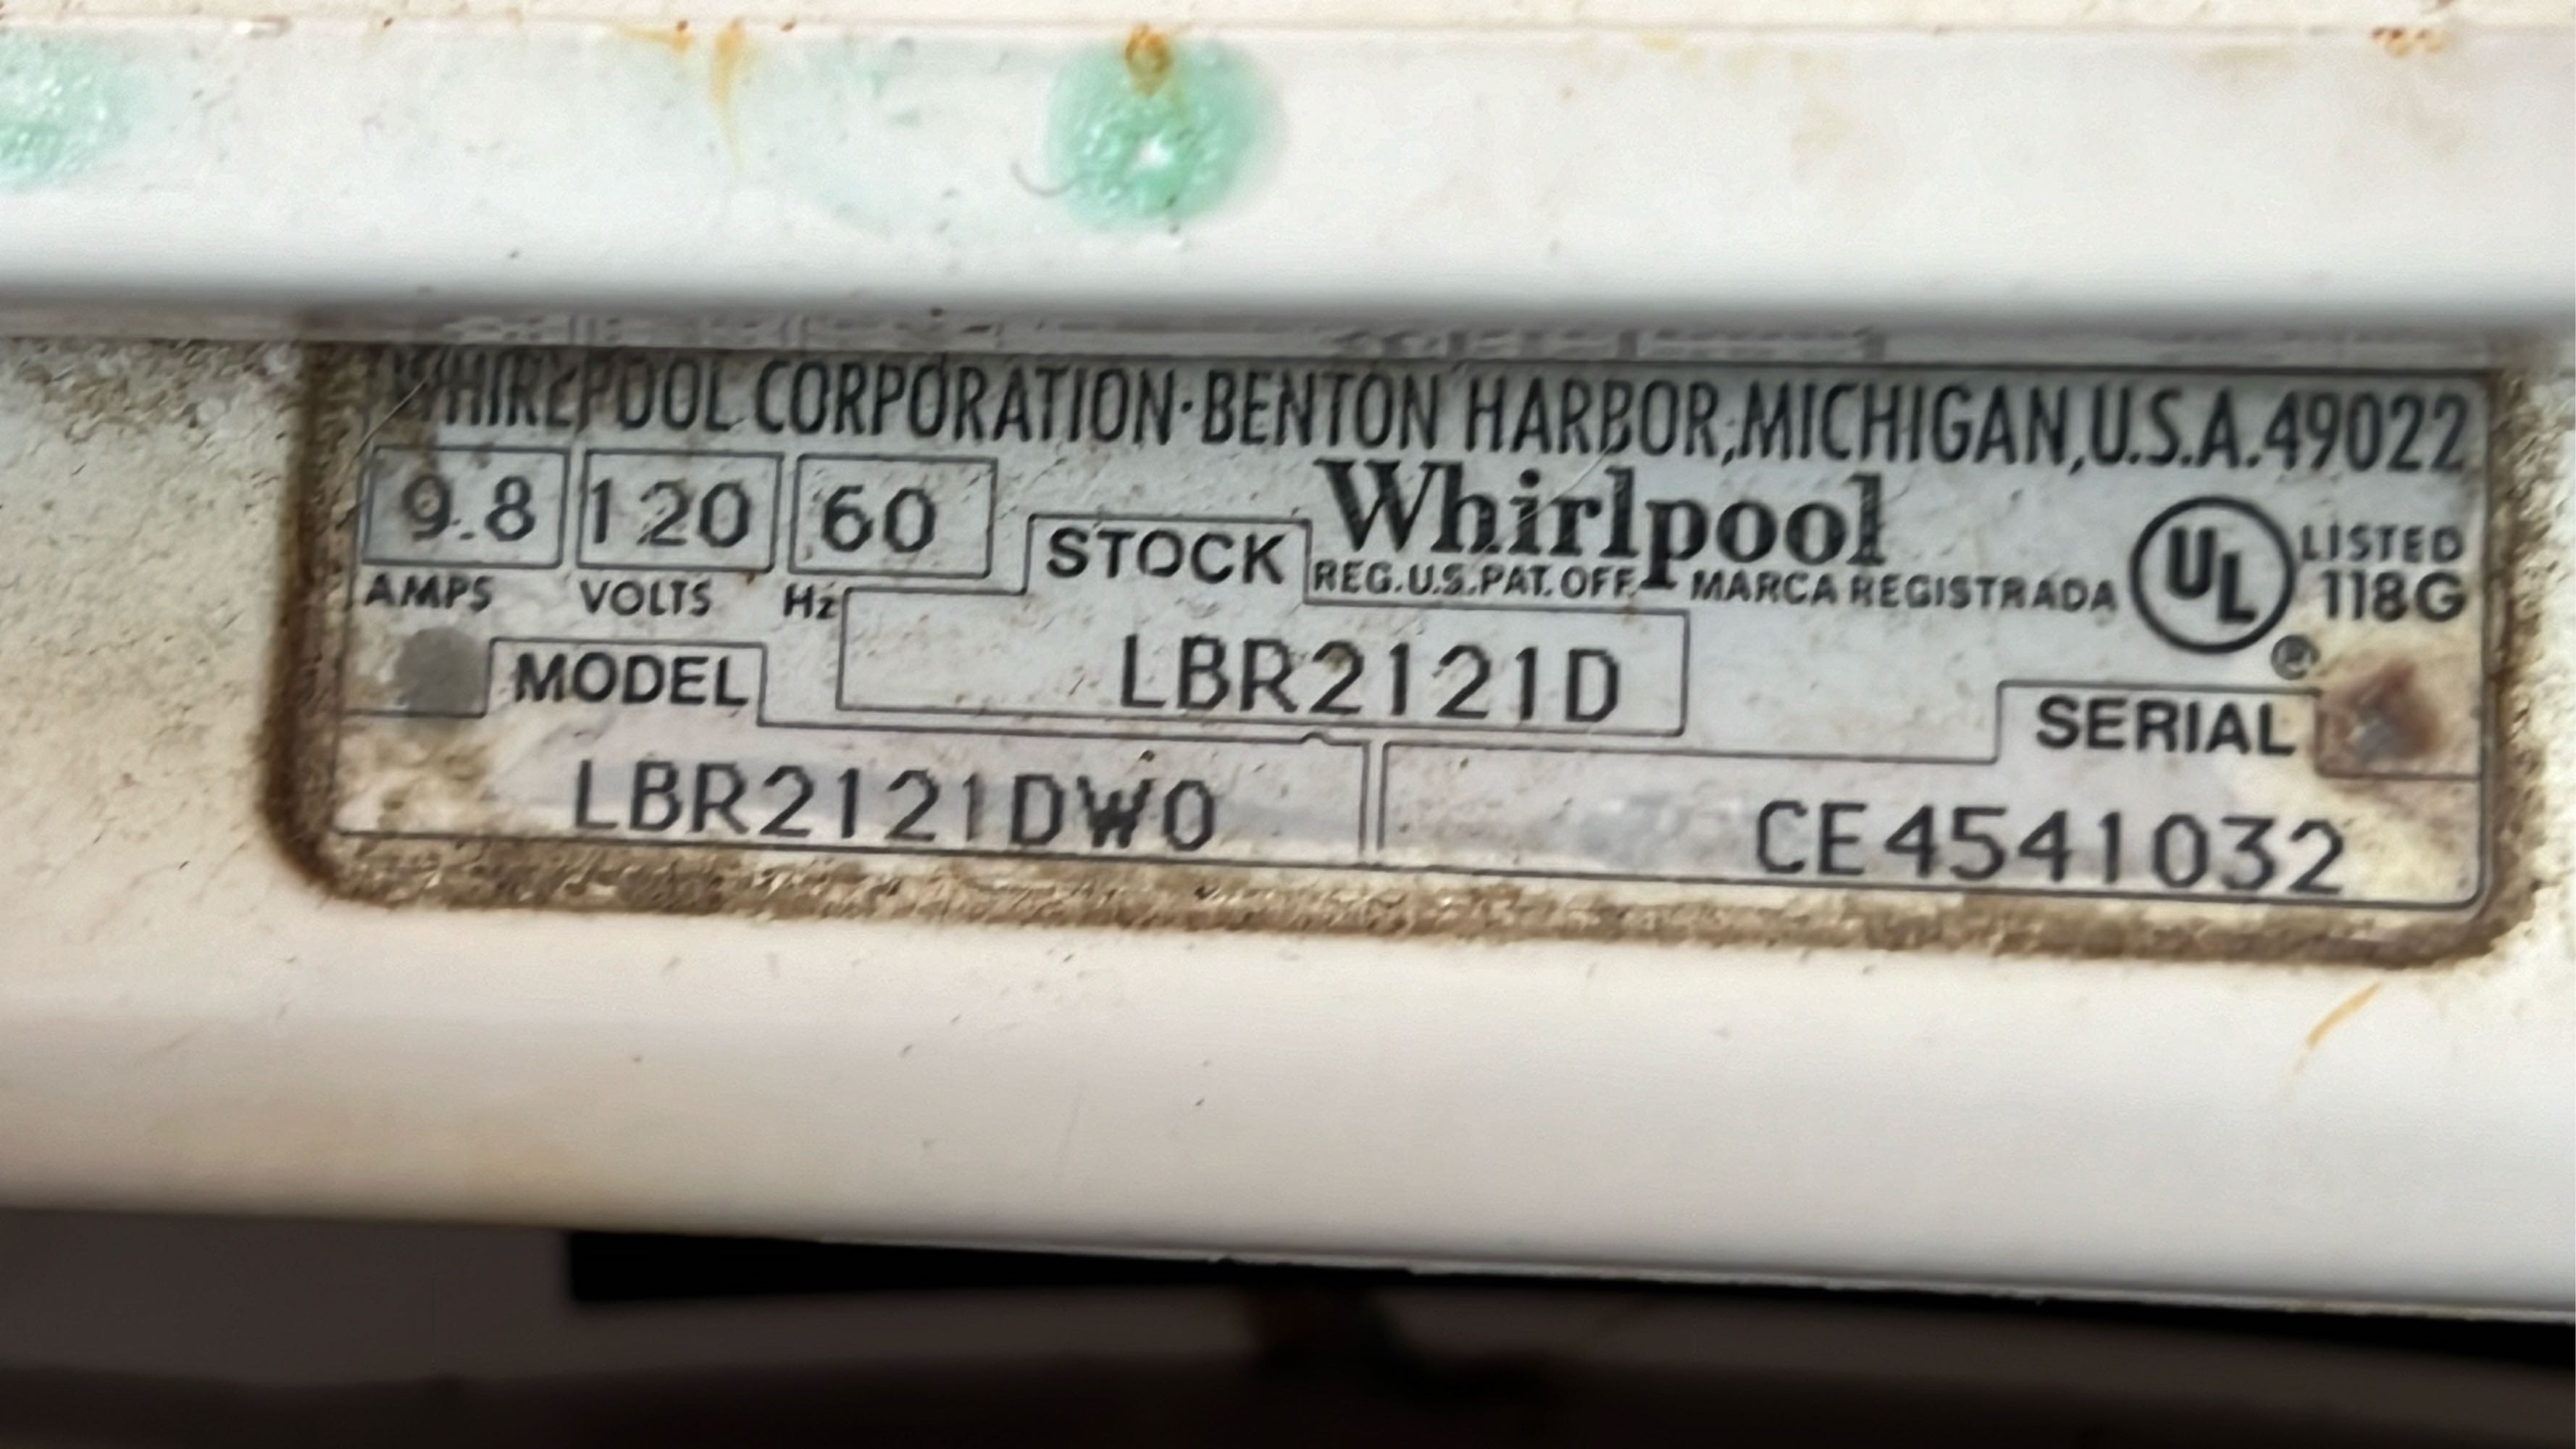 WHIRLPOOL CORPORATION·BENTON HARBOR,MICHIGAN,U.S.A.49022
9.8 120 60
AMPS VOLTS Hz
STOCK
Whirlpool
REG.U.S.PAT.OFF. MARCA REGISTRADA
UL®
LISTED
118G
LBR2121D
MODEL
LBR2121DW0
SERIAL
CE4541032